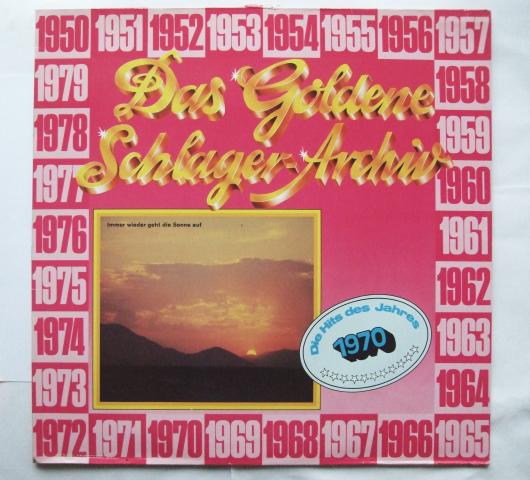 1950 1951 1952 1953 1954 1955 1956 1957
1979 1958
Das Goldene
1978 1959
Schlager-Archiv
1977 1960
1976 1961
Immer wieder geht die Sonne auf
1975 1962
Die Hits des Jahres
1970
1974 1963
1973 1964
1972 1971 1970 1969 1968 1967 1966 1965